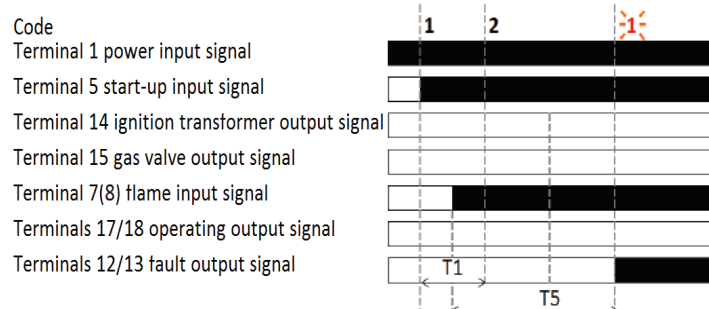 Code 1 2 -1-
Terminal 1 power input signal
Terminal 5 start-up input signal
Terminal 14 ignition transformer output signal
Terminal 15 gas valve output signal
Terminal 7(8) flame input signal
Terminals 17/18 operating output signal
Terminals 12/13 fault output signal
T1
T5